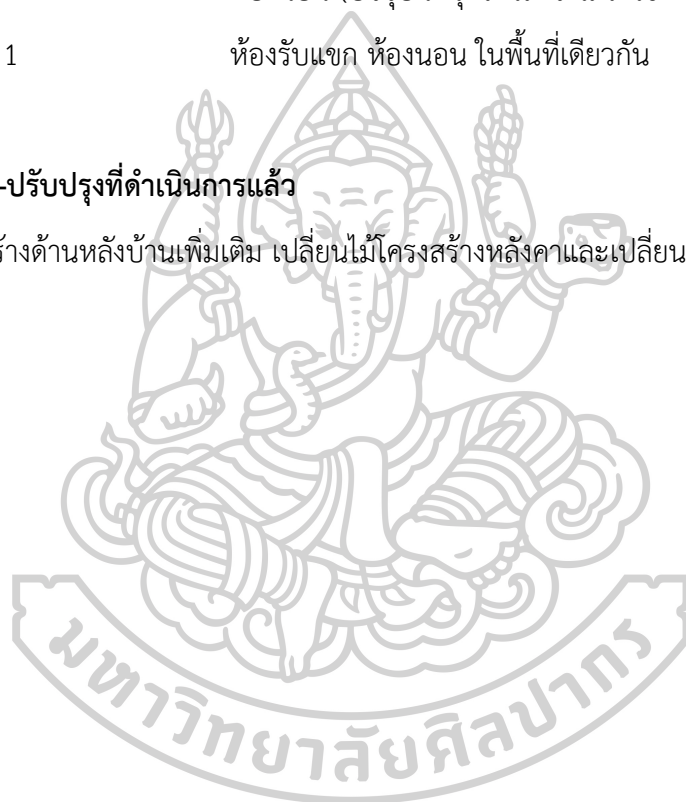 1 ห้องรับแขก ห้องนอน ในพื้นที่เดียวกัน
-ปรับปรุงที่ดำเนินการแล้ว
ร้างด้านหลังบ้านเพิ่มเติม เปลี่ยนไม้โครงสร้างหลังคาและเปลี่ยน
มหาวิทยาลัยศิลปากร